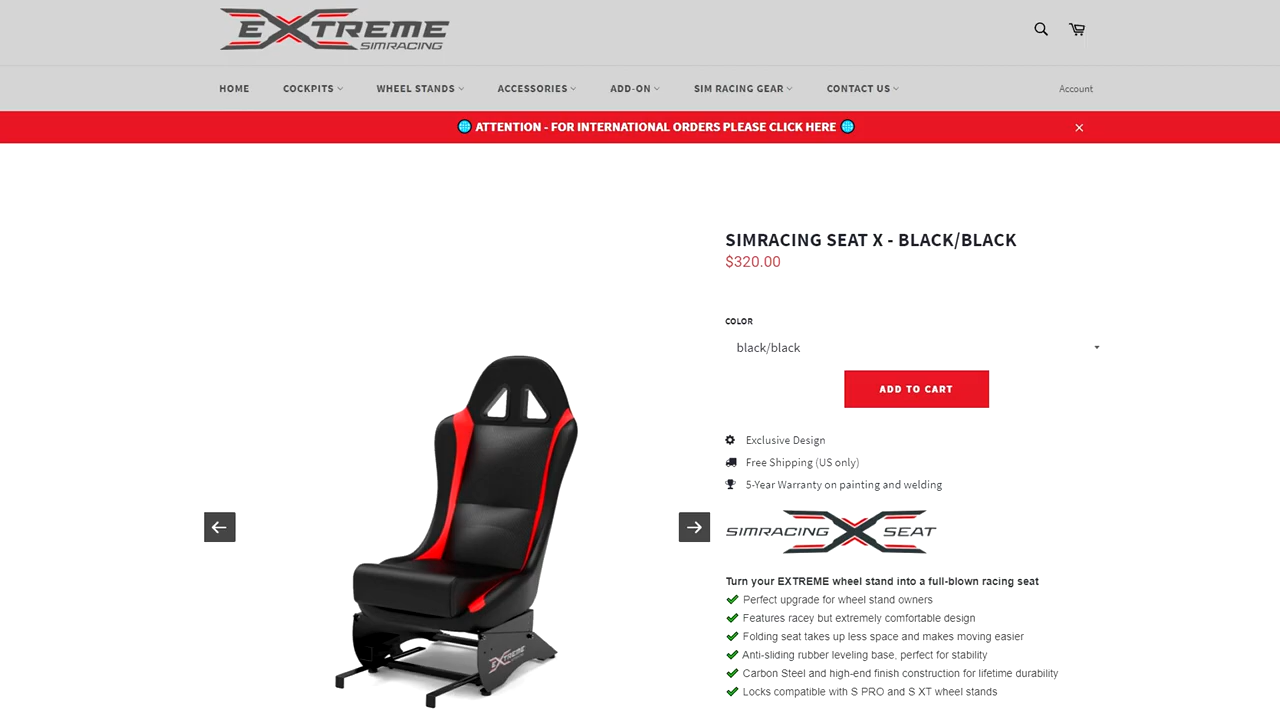 EXTREME
SIMRACING
HOME
COCKPITS
WHEEL STANDS
ACCESSORIES
ADD-ON
SIM RACING GEAR
CONTACT US
Account
ATTENTION - FOR INTERNATIONAL ORDERS PLEASE CLICK HERE
SIMRACING SEAT X - BLACK/BLACK
$320.00
COLOR
black/black
ADD TO CART
Exclusive Design
Free Shipping (US only)
5-Year Warranty on painting and welding
SIMRACING X SEAT
Turn your EXTREME wheel stand into a full-blown racing seat
Perfect upgrade for wheel stand owners
Features racey but extremely comfortable design
Folding seat takes up less space and makes moving easier
Anti-sliding rubber leveling base, perfect for stability
Carbon Steel and high-end finish construction for lifetime durability
Locks compatible with S PRO and S XT wheel stands
EXTREME